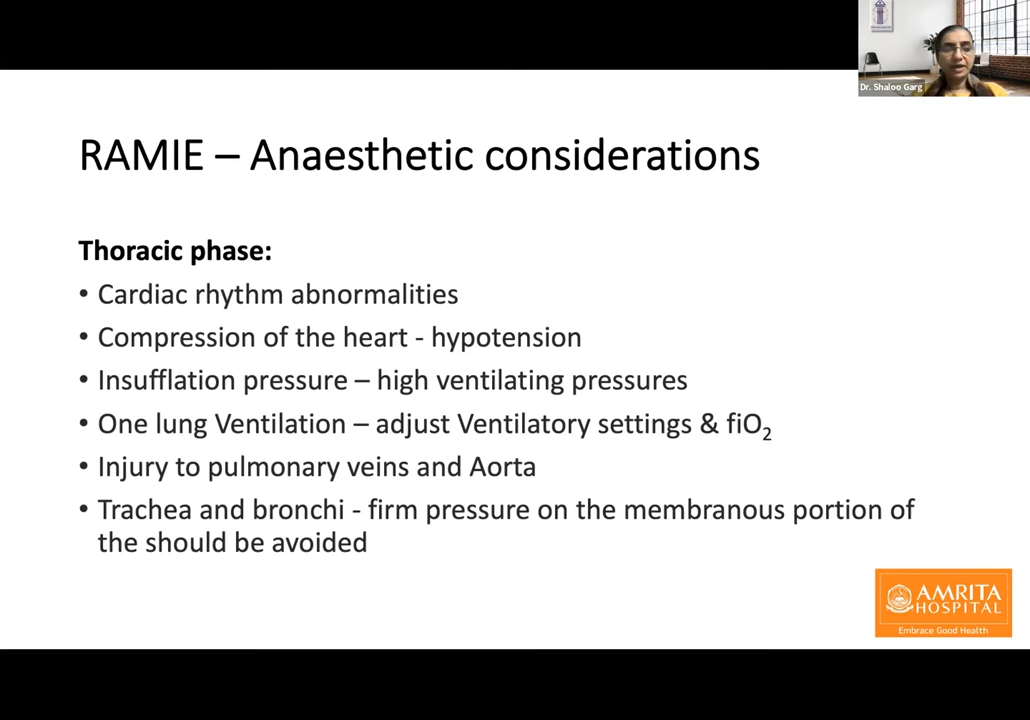 Dr. Shaloo Garg
RAMIE – Anaesthetic considerations
Thoracic phase:
• Cardiac rhythm abnormalities
• Compression of the heart - hypotension
• Insufflation pressure – high ventilating pressures
• One lung Ventilation – adjust Ventilatory settings & fiO₂
• Injury to pulmonary veins and Aorta
• Trachea and bronchi - firm pressure on the membranous portion of
the should be avoided
AMRITA
HOSPITAL
Embrace Good Health